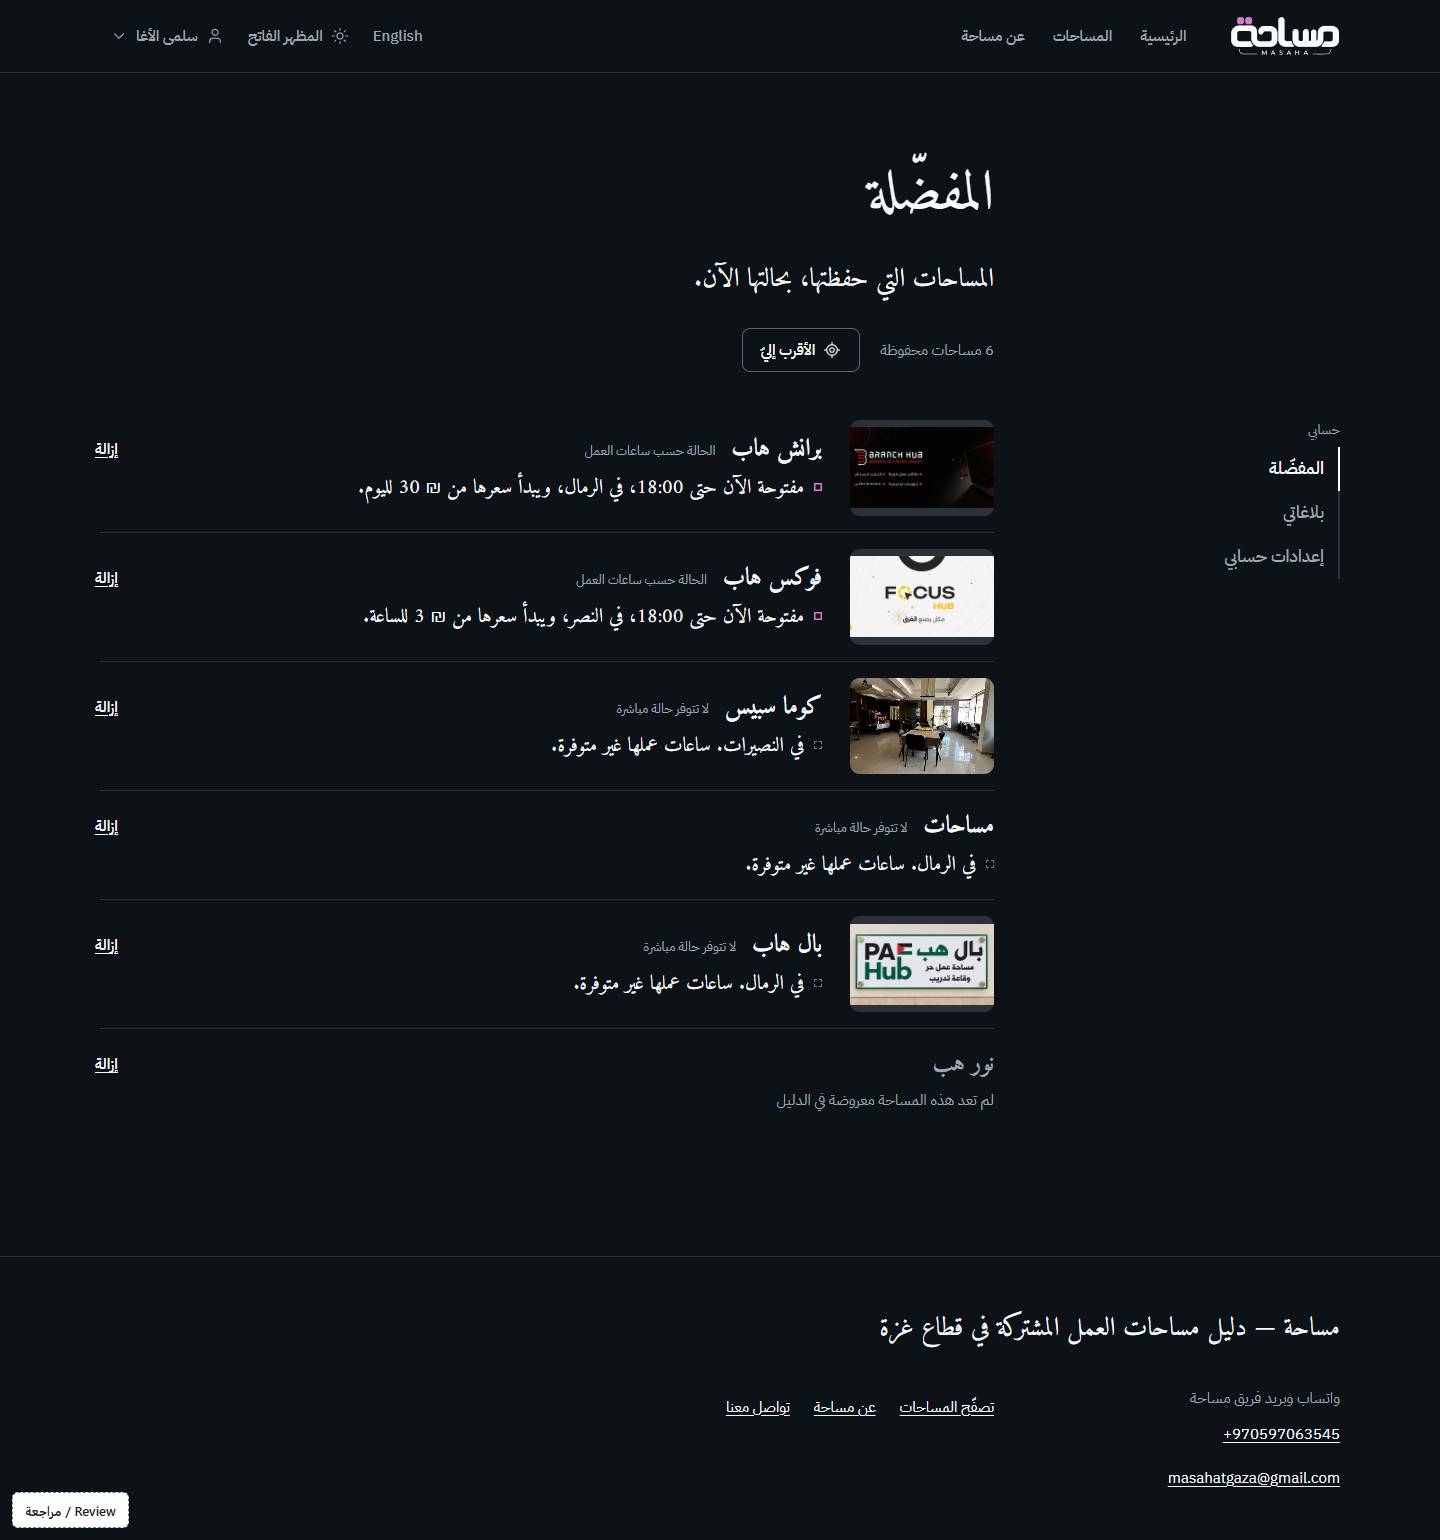 مساحة
MASAHA
الرئيسية
المساحات
عن مساحة
English
المظهر الفاتح
سلمى الأغا
المفضّلة
المساحات التي حفظتها، بحالتها الآن.
6 مساحات محفوظة
الأقرب إليّ
حسابي
المفضّلة
بلاغاتي
إعدادات حسابي
BRANCH HUB
برانش هاب
الحالة حسب ساعات العمل
إزالة
مفتوحة الآن حتى 18:00، في الرمال، ويبدأ سعرها من ₪ 30 لليوم.
FOCUS
HUB
مكان يصنع الفرق
فوكس هاب
الحالة حسب ساعات العمل
إزالة
مفتوحة الآن حتى 18:00، في النصر، ويبدأ سعرها من ₪ 3 للساعة.
كوما سبيس
لا تتوفر حالة مباشرة
إزالة
في النصيرات. ساعات عملها غير متوفرة.
مساحات
لا تتوفر حالة مباشرة
إزالة
في الرمال. ساعات عملها غير متوفرة.
بال هب
Hub
مساحة عمل حر
وقاعة تدريب
بال هاب
لا تتوفر حالة مباشرة
إزالة
في الرمال. ساعات عملها غير متوفرة.
نور هب
إزالة
لم تعد هذه المساحة معروضة في الدليل
مساحة — دليل مساحات العمل المشتركة في قطاع غزة
واتساب وبريد فريق مساحة
+970597063545
masahatgaza@gmail.com
تصفّح المساحات
عن مساحة
تواصل معنا
Review / مراجعة